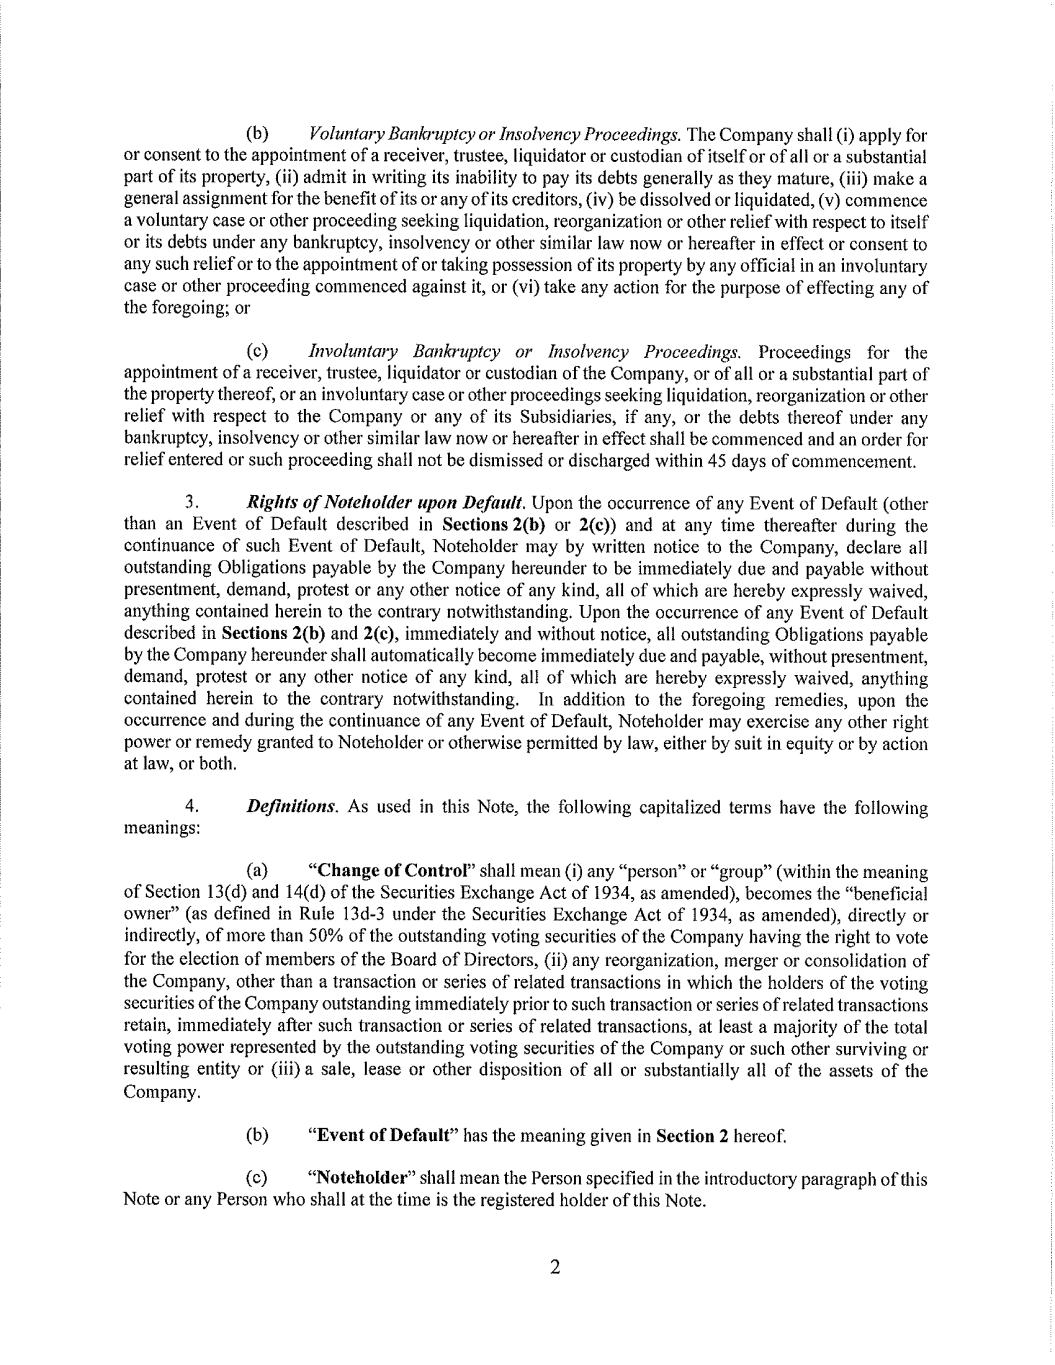 (b) Voluntary Bankruptcy or Insolvency Proceedings. The Company shall (i) apply for
or consent to the appointment of a receiver, trustee, liquidator or custodian of itself or of all or a substantial
part of its property, (ii) admit in writing its inability to pay its debts generally as they mature, (iii) make a
general assignment for the benefit of its or any of its creditors, (iv) be dissolved or liquidated, (v) commence
a voluntary case or other proceeding seeking liquidation, reorganization or other relief with respect to itself
or its debts under any bankruptcy, insolvency or other similar law now or hereafter in effect or consent to
any such relief or to the appointment of or taking possession of its property by any official in an involuntary
case or other proceeding commenced against it, or (vi) take any action for the purpose of effecting any of
the foregoing; or
(c) Involuntary Bankruptcy or Insolvency Proceedings. Proceedings for the
appointment of a receiver, trustee, liquidator or custodian of the Company, or of all or a substantial part of
the property thereof, or an involuntary case or other proceedings seeking liquidation, reorganization or other
relief with respect to the Company or any of its Subsidiaries, if any, or the debts thereof under any
bankruptcy, insolvency or other similar law now or hereafter in effect shall be commenced and an order for
relief entered or such proceeding shall not be dismissed or discharged within 45 days of commencement.
3. Rights of Noteholder upon Default. Upon the occurrence of any Event of Default (other
than an Event of Default described in Sections 2(b) or 2(c)) and at any time thereafter during the
continuance of such Event of Default, Noteholder may by written notice to the Company, declare all
outstanding Obligations payable by the Company hereunder to be immediately due and payable without
presentment, demand, protest or any other notice of any kind, all of which are hereby expressly waived,
anything contained herein to the contrary notwithstanding. Upon the occurrence of any Event of Default
described in Sections 2(b) and 2(c), immediately and without notice, all outstanding Obligations payable
by the Company hereunder shall automatically become immediately due and payable, without presentment,
demand, protest or any other notice of any kind, all of which are hereby expressly waived, anything
contained herein to the contrary notwithstanding. In addition to the foregoing remedies, upon the
occurrence and during the continuance of any Event of Default, Noteholder may exercise any other right
power or remedy granted to Noteholder or otherwise permitted by law, either by suit in equity or by action
at law, or both.
4. Definitions. As used in this Note, the following capitalized terms have the following
meanings:
(a) “Change of Control” shall mean (i) any “person” or “group” (within the meaning
of Section 13(d) and 14(d) of the Securities Exchange Act of 1934, as amended), becomes the “beneficial
owner” (as defined in Rule 13d-3 under the Securities Exchange Act of 1934, as amended), directly or
indirectly, of more than 50% of the outstanding voting securities of the Company having the right to vote
for the election of members of the Board of Directors, (ii) any reorganization, merger or consolidation of
the Company, other than a transaction or series of related transactions in which the holders of the voting
securities of the Company outstanding immediately prior to such transaction or series of related transactions
retain, immediately after such transaction or series of related transactions, at least a majority of the total
voting power represented by the outstanding voting securities of the Company or such other surviving or
resulting entity or (iii) a sale, lease or other disposition of all or substantially all of the assets of the
Company.
(b) “Event of Default” has the meaning given in Section 2 hereof.
(c) “Noteholder” shall mean the Person specified in the introductory paragraph of this
Note or any Person who shall at the time is the registered holder of this Note.
2